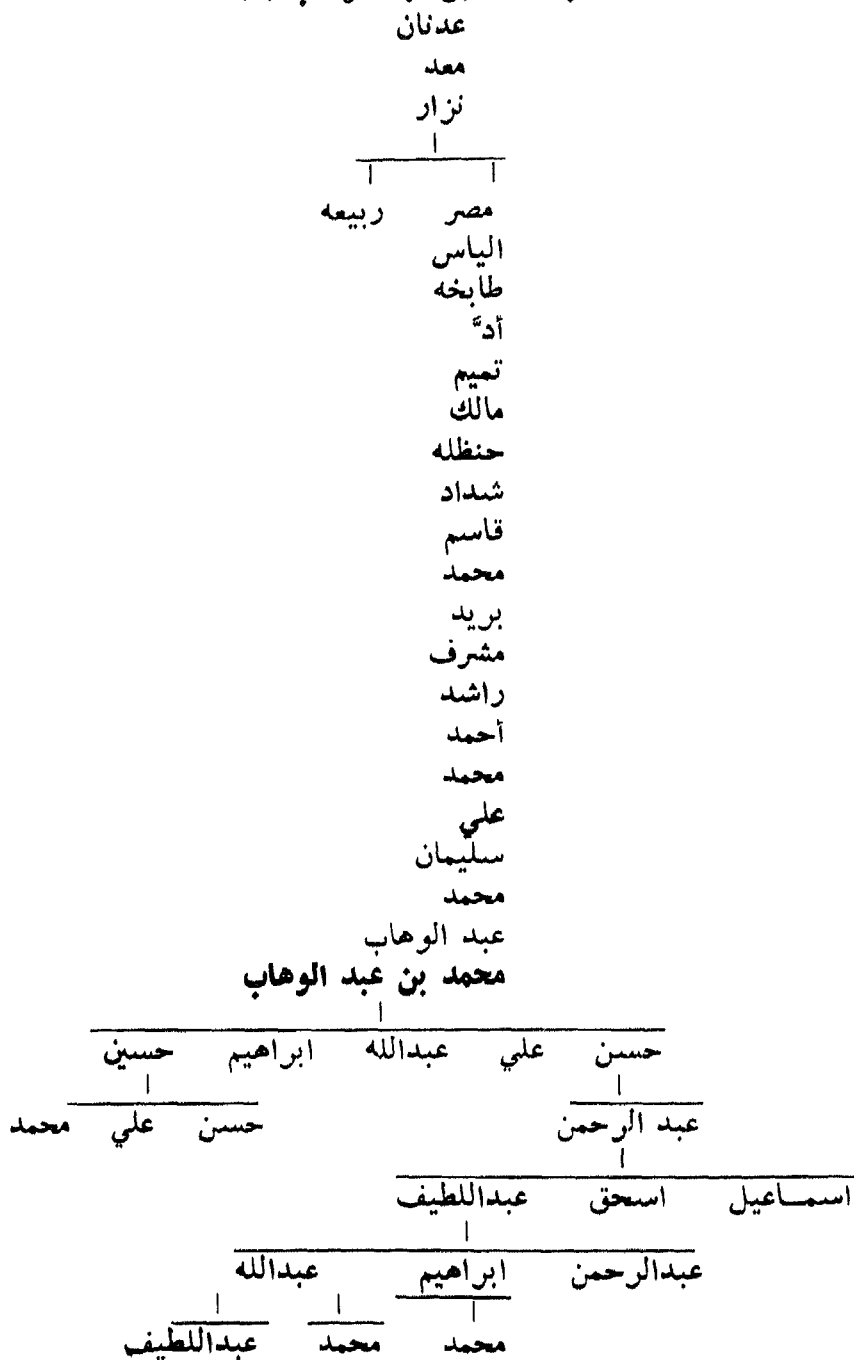 عدنان
معد
نزار
مصر ربيعه
الياس
طابخه
أدَّ
تميم
مالك
حنظله
شداد
قاسم
محمد
بريد
مشرف
راشد
أحمد
محمد
علي
سليمان
محمد
عبد الوهاب
محمد بن عبد الوهاب
حسن علي عبدالله ابراهيم حسين
عبد الرحمن حسن علي محمد
اسمـاعيل اسحق عبداللطيف
عبدالرحمن ابراهيم عبدالله
محمد محمد عبداللطيف